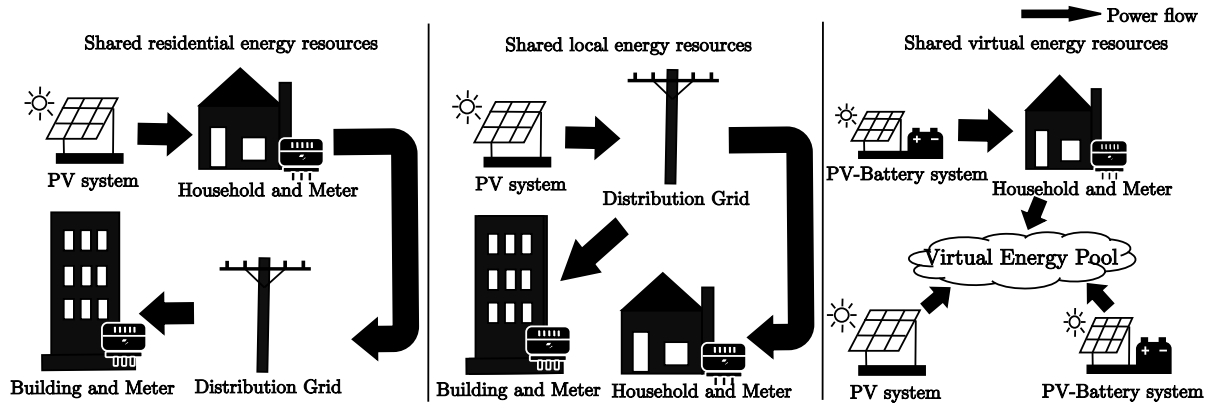 Power flow
Shared residential energy resources
PV system
Household and Meter
Building and Meter
Distribution Grid
Shared local energy resources
PV system
Distribution Grid
Building and Meter
Household and Meter
Shared virtual energy resources
PV-Battery system
Household and Meter
Virtual Energy Pool
PV system
PV-Battery system